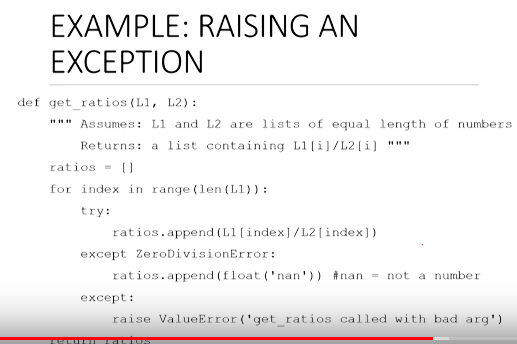 EXAMPLE: RAISING AN
EXCEPTION
def get_ratios(L1, L2):
""" Assumes: L1 and L2 are lists of equal length of numbers
Returns: a list containing L1[i]/L2[i] """
ratios = []
for index in range(len(L1)):
try:
ratios.append(L1[index]/L2[index])
except ZeroDivisionError:
ratios.append(float('nan')) #nan = not a number
except:
raise ValueError('get_ratios called with bad arg')
return ratios